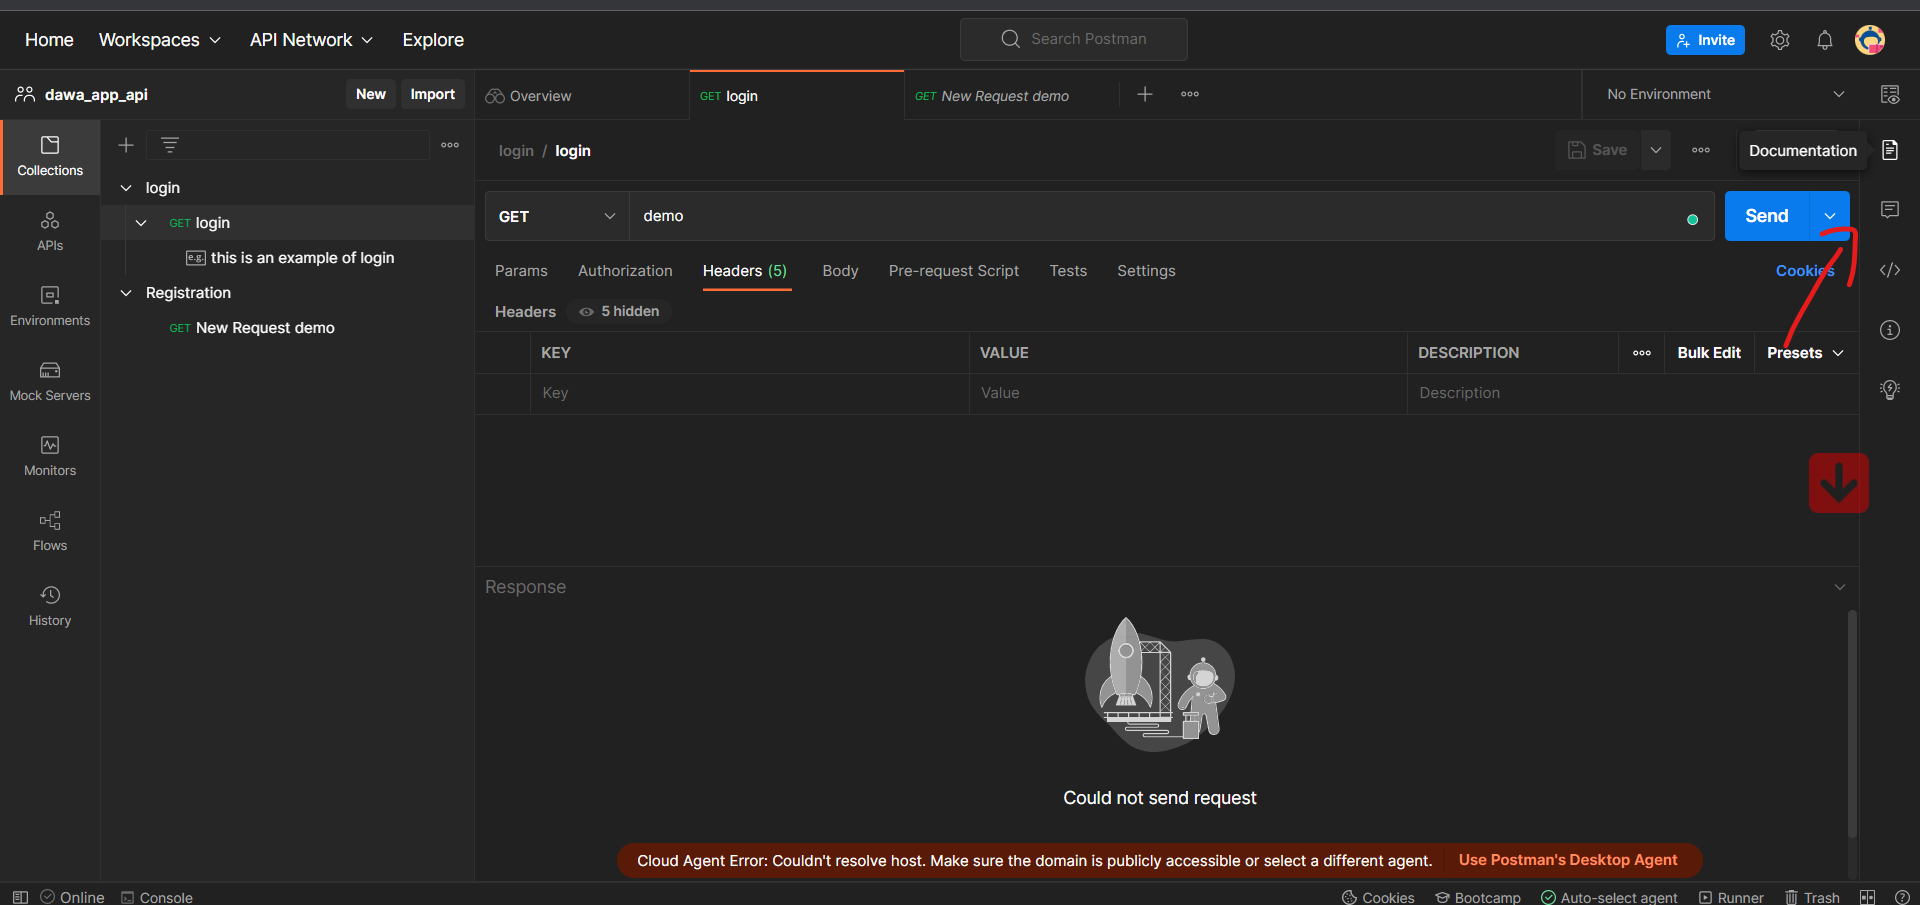 Home Workspaces API Network Explore Search Postman Invite
dawa_app_api New Import Overview GET login GET New Request demo No Environment
Collections
APIs
Environments
Mock Servers
Monitors
Flows
History
login
GET login
e.g. this is an example of login
Registration
GET New Request demo
login / login Save Documentation
GET demo Send
Params Authorization Headers (5) Body Pre-request Script Tests Settings Cookies
Headers 5 hidden
KEY VALUE DESCRIPTION Bulk Edit Presets
Key Value Description
Response
Could not send request
Cloud Agent Error: Couldn't resolve host. Make sure the domain is publicly accessible or select a different agent. Use Postman's Desktop Agent
Online Console Cookies Bootcamp Auto-select agent Runner Trash